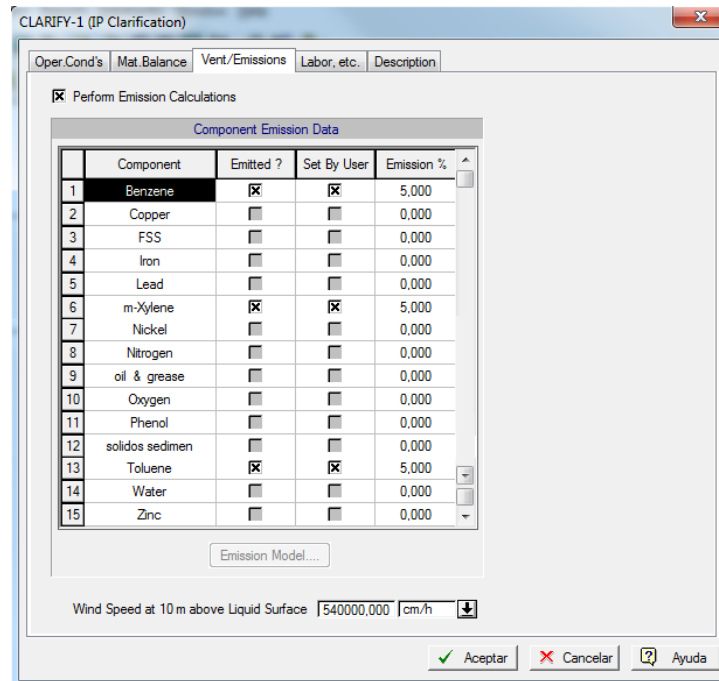 CLARIFY-1 (IP Clarification)
Oper.Cond's Mat.Balance Vent/Emissions Labor, etc. Description
Perform Emission Calculations
Component Emission Data
Component Emitted ? Set By User Emission %
1 Benzene 5,000
2 Copper 0,000
3 FSS 0,000
4 Iron 0,000
5 Lead 0,000
6 m-Xylene 5,000
7 Nickel 0,000
8 Nitrogen 0,000
9 oil & grease 0,000
10 Oxygen 0,000
11 Phenol 0,000
12 solidos sedimen 0,000
13 Toluene 5,000
14 Water 0,000
15 Zinc 0,000
Emission Model....
Wind Speed at 10 m above Liquid Surface 540000,000 cm/h
Aceptar Cancelar Ayuda